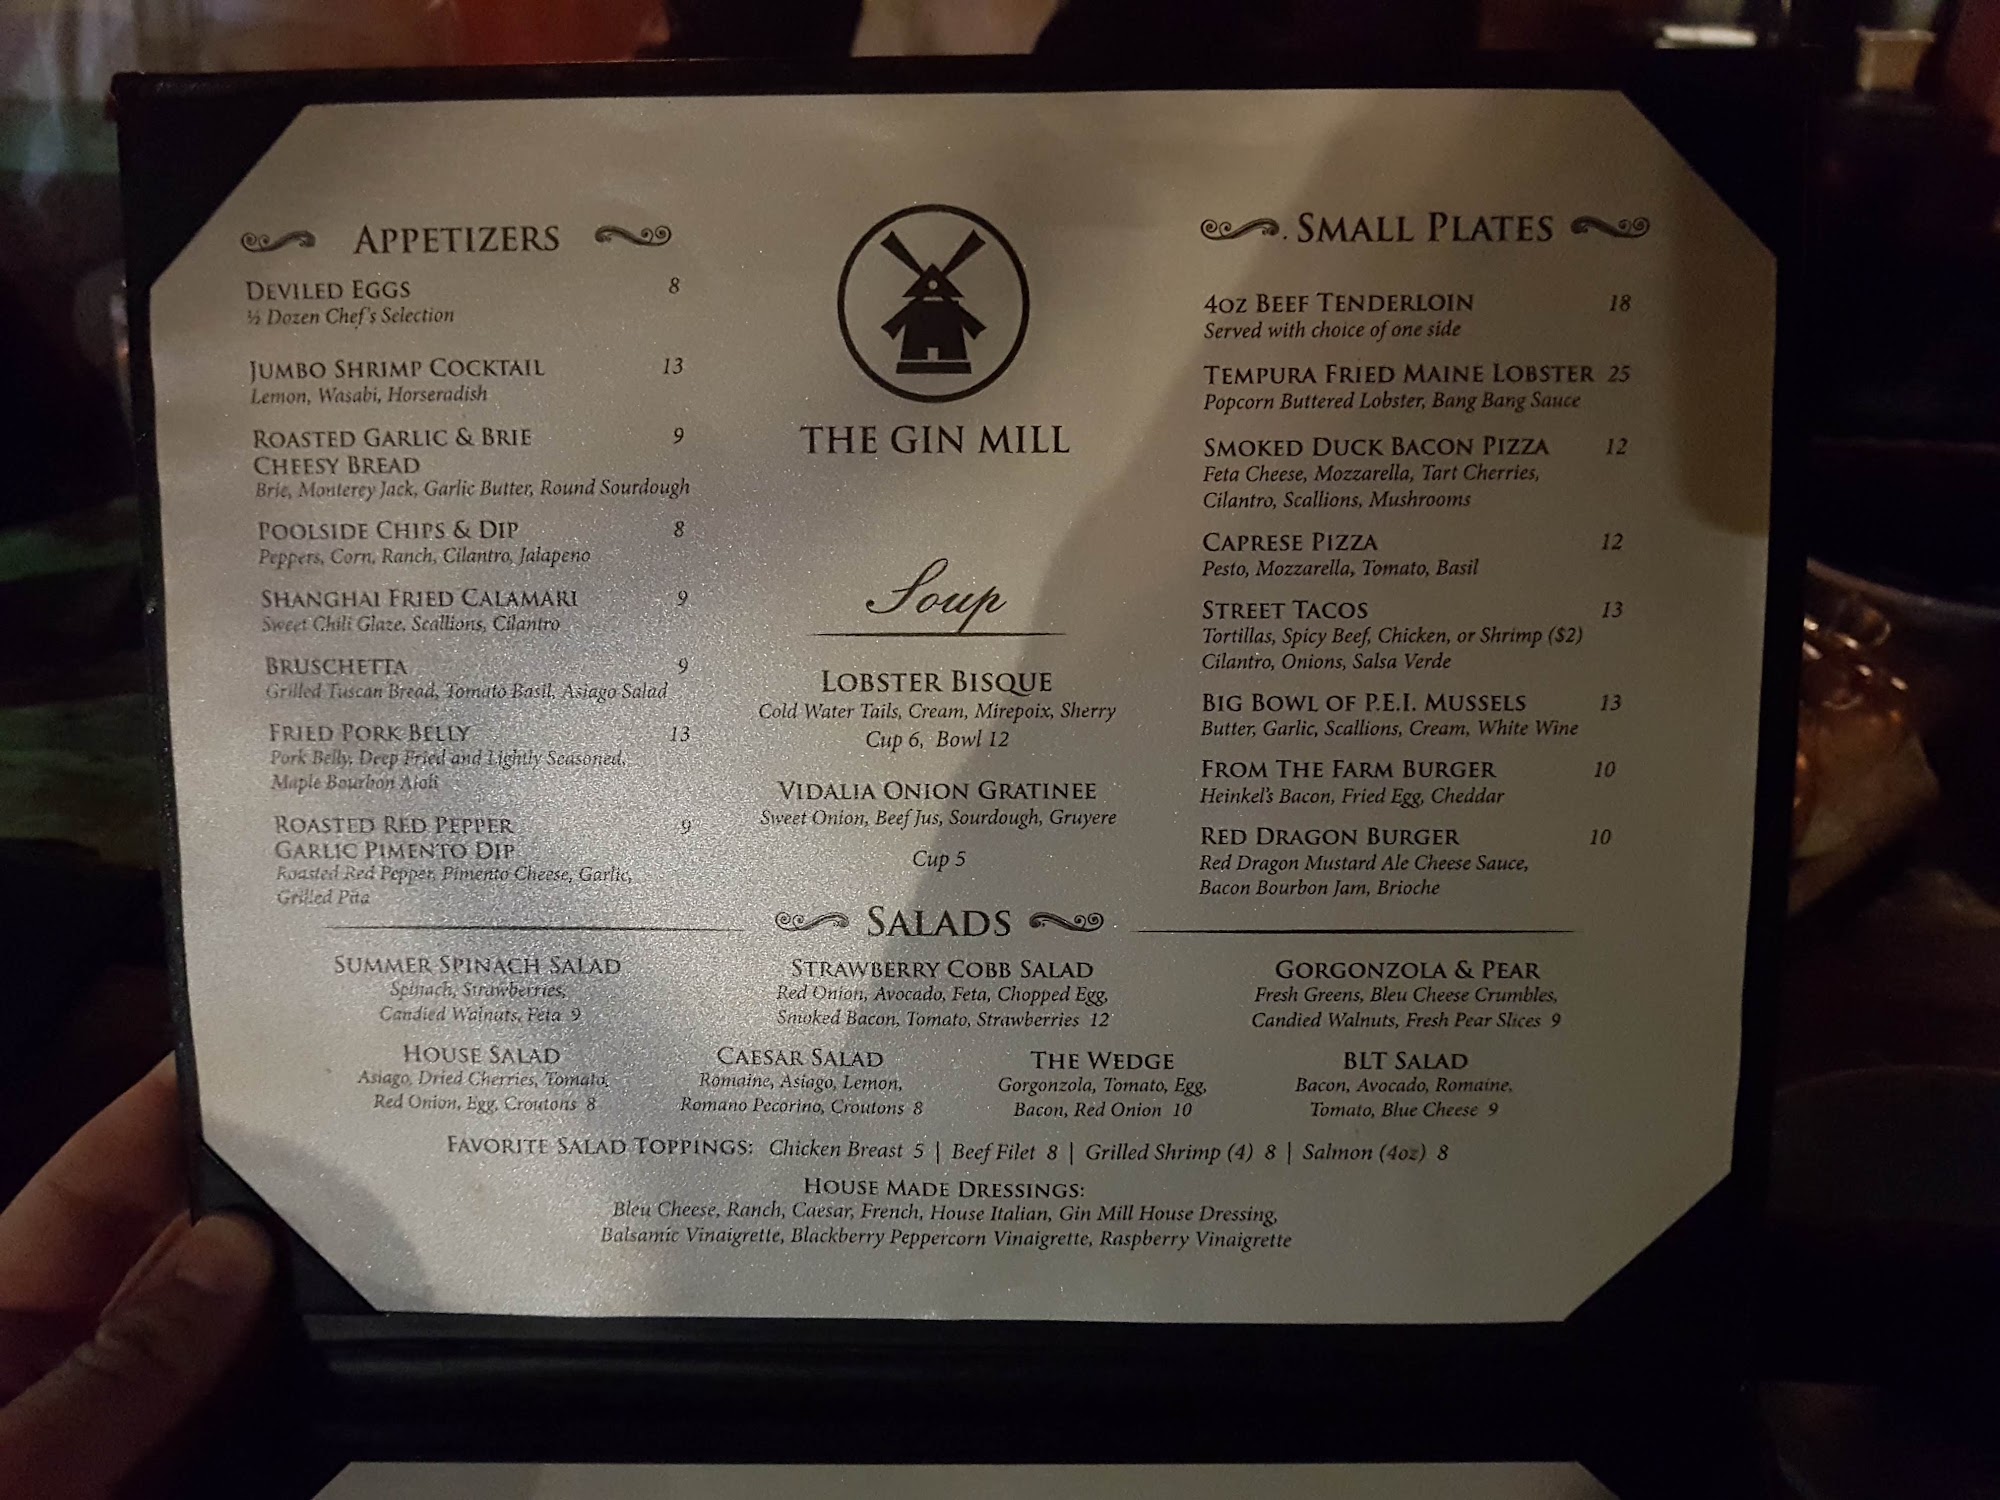 APPETIZERS
DEVILED EGGS 8
½ Dozen Chef's Selection
JUMBO SHRIMP COCKTAIL 13
Lemon, Wasabi, Horseradish
ROASTED GARLIC & BRIE 9
CHEESY BREAD
Brie, Monterey Jack, Garlic Butter, Round Sourdough
POOLSIDE CHIPS & DIP 8
Peppers, Corn, Ranch, Cilantro, Jalapeno
SHANGHAI FRIED CALAMARI 9
Sweet Chili Glaze, Scallions, Cilantro
BRUSCHETTA 9
Grilled Tuscan Bread, Tomato Basil, Asiago Salad
FRIED PORK BELLY 13
Pork Belly, Deep Fried and Lightly Seasoned,
Maple Bourbon Aioli
ROASTED RED PEPPER 9
GARLIC PIMENTO DIP
Roasted Red Pepper, Pimento Cheese, Garlic,
Grilled Pita
THE GIN MILL
Soup
LOBSTER BISQUE
Cold Water Tails, Cream, Mirepoix, Sherry
Cup 6, Bowl 12
VIDALIA ONION GRATINEE
Sweet Onion, Beef Jus, Sourdough, Gruyere
Cup 5
SMALL PLATES
4OZ BEEF TENDERLOIN 18
Served with choice of one side
TEMPURA FRIED MAINE LOBSTER 25
Popcorn Buttered Lobster, Bang Bang Sauce
SMOKED DUCK BACON PIZZA 12
Feta Cheese, Mozzarella, Tart Cherries,
Cilantro, Scallions, Mushrooms
CAPRESE PIZZA 12
Pesto, Mozzarella, Tomato, Basil
STREET TACOS 13
Tortillas, Spicy Beef, Chicken, or Shrimp ($2)
Cilantro, Onions, Salsa Verde
BIG BOWL OF P.E.I. MUSSELS 13
Butter, Garlic, Scallions, Cream, White Wine
FROM THE FARM BURGER 10
Heinkel's Bacon, Fried Egg, Cheddar
RED DRAGON BURGER 10
Red Dragon Mustard Ale Cheese Sauce,
Bacon Bourbon Jam, Brioche
SALADS
SUMMER SPINACH SALAD
Spinach, Strawberries,
Candied Walnuts, Feta 9
STRAWBERRY COBB SALAD
Red Onion, Avocado, Feta, Chopped Egg,
Smoked Bacon, Tomato, Strawberries 12
GORGONZOLA & PEAR
Fresh Greens, Bleu Cheese Crumbles,
Candied Walnuts, Fresh Pear Slices 9
HOUSE SALAD
Asiago, Dried Cherries, Tomato,
Red Onion, Egg, Croutons 8
CAESAR SALAD
Romaine, Asiago, Lemon,
Romano Pecorino, Croutons 8
THE WEDGE
Gorgonzola, Tomato, Egg,
Bacon, Red Onion 10
BLT SALAD
Bacon, Avocado, Romaine,
Tomato, Blue Cheese 9
FAVORITE SALAD TOPPINGS: Chicken Breast 5 | Beef Filet 8 | Grilled Shrimp (4) 8 | Salmon (4oz) 8
HOUSE MADE DRESSINGS:
Bleu Cheese, Ranch, Caesar, French, House Italian, Gin Mill House Dressing,
Balsamic Vinaigrette, Blackberry Peppercorn Vinaigrette, Raspberry Vinaigrette